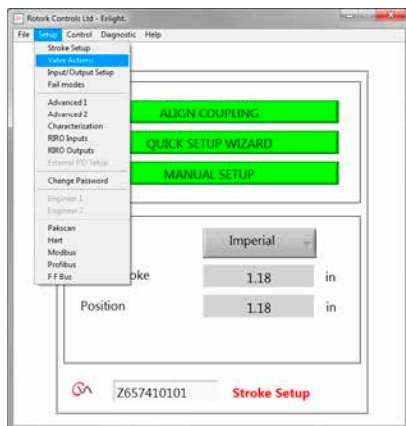 Rotork Controls Ltd - Enlight.
File Setup Control Diagnostic Help
Stroke Setup
Valve Actions
Input/Output Setup
Fail modes
Advanced 1
Advanced 2
Characterization
RIRO Inputs
RIRO Outputs
External PID Setup
Change Password
Engineer 1
Engineer 2
Pakscan
Hart
Modbus
Profibus
F F Bus
ALIGN COUPLING
QUICK SETUP WIZARD
MANUAL SETUP
Imperial
oke 1.18 in
Position 1.18 in
Z657410101 Stroke Setup